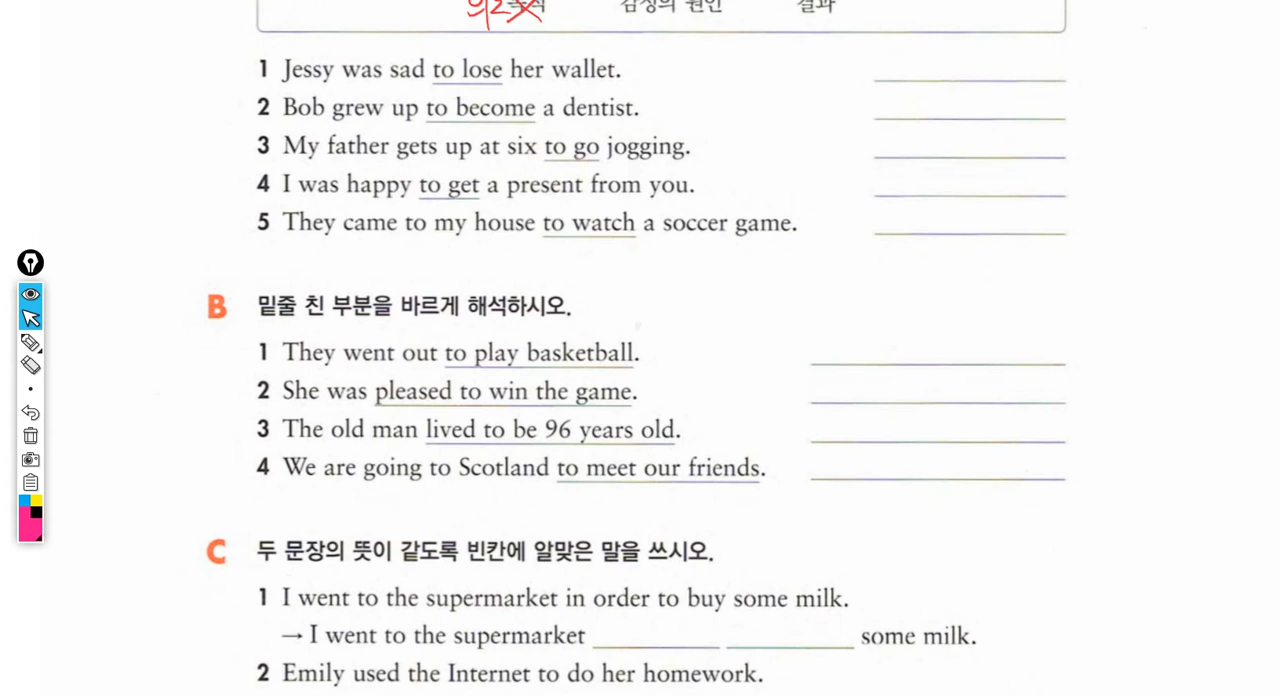 감정의 원인 결과
1 Jessy was sad to lose her wallet.
2 Bob grew up to become a dentist.
3 My father gets up at six to go jogging.
4 I was happy to get a present from you.
5 They came to my house to watch a soccer game.
B 밑줄 친 부분을 바르게 해석하시오.
1 They went out to play basketball.
2 She was pleased to win the game.
3 The old man lived to be 96 years old.
4 We are going to Scotland to meet our friends.
C 두 문장의 뜻이 같도록 빈칸에 알맞은 말을 쓰시오.
1 I went to the supermarket in order to buy some milk.
→ I went to the supermarket some milk.
2 Emily used the Internet to do her homework.